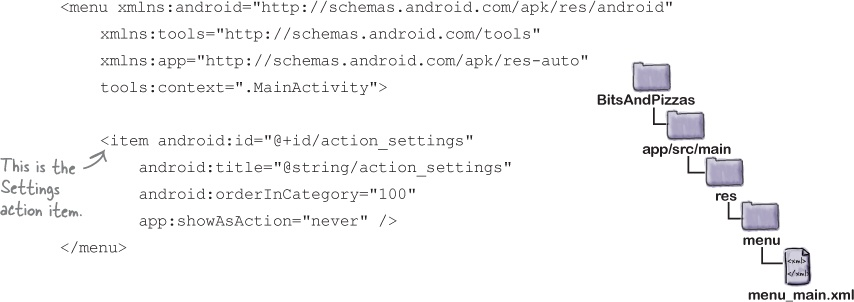 <menu xmlns:android="http://schemas.android.com/apk/res/android"
xmlns:tools="http://schemas.android.com/tools"
xmlns:app="http://schemas.android.com/apk/res-auto"
tools:context=".MainActivity">
<item android:id="@+id/action_settings"
android:title="@string/action_settings"
android:orderInCategory="100"
app:showAsAction="never" />
</menu>
This is the
Settings
action item.
BitsAndPizzas
app/src/main
res
menu
<xml>
</xml>
menu_main.xml